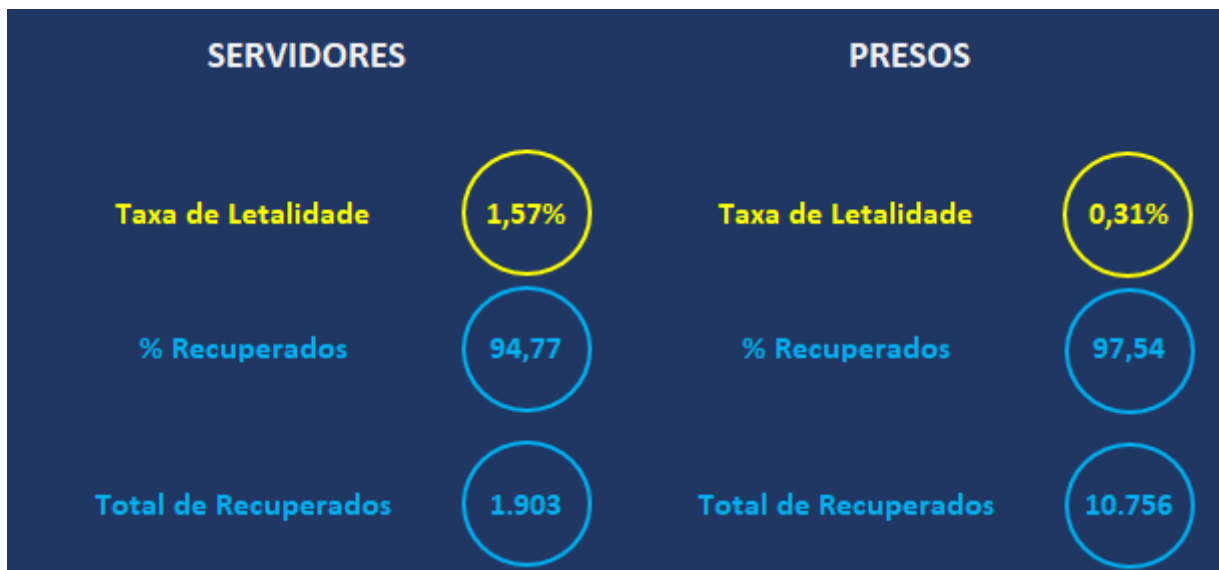 SERVIDORES
Taxa de Letalidade 1,57%
% Recuperados 94,77
Total de Recuperados 1.903
PRESOS
Taxa de Letalidade 0,31%
% Recuperados 97,54
Total de Recuperados 10.756